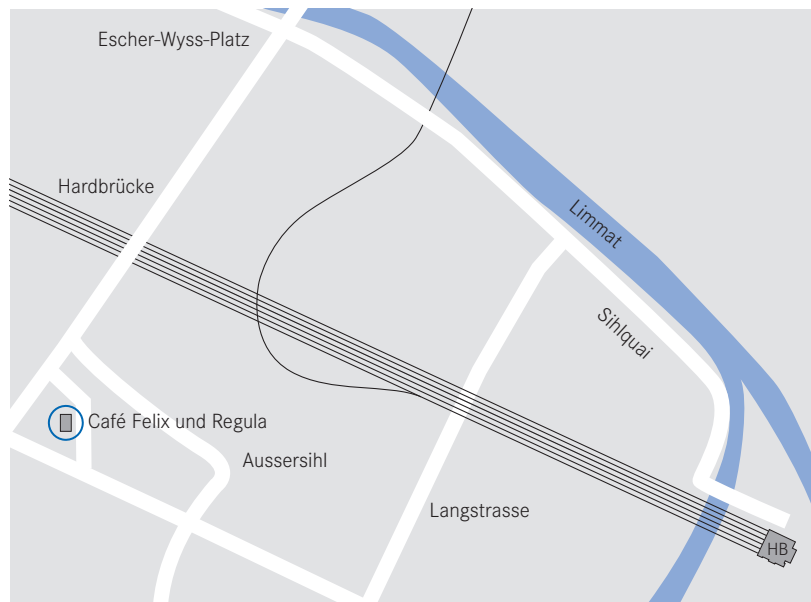 Escher-Wyss-Platz
Hardbrücke
Limmat
Sihlquai
Café Felix und Regula
Aussersihl
Langstrasse
HB